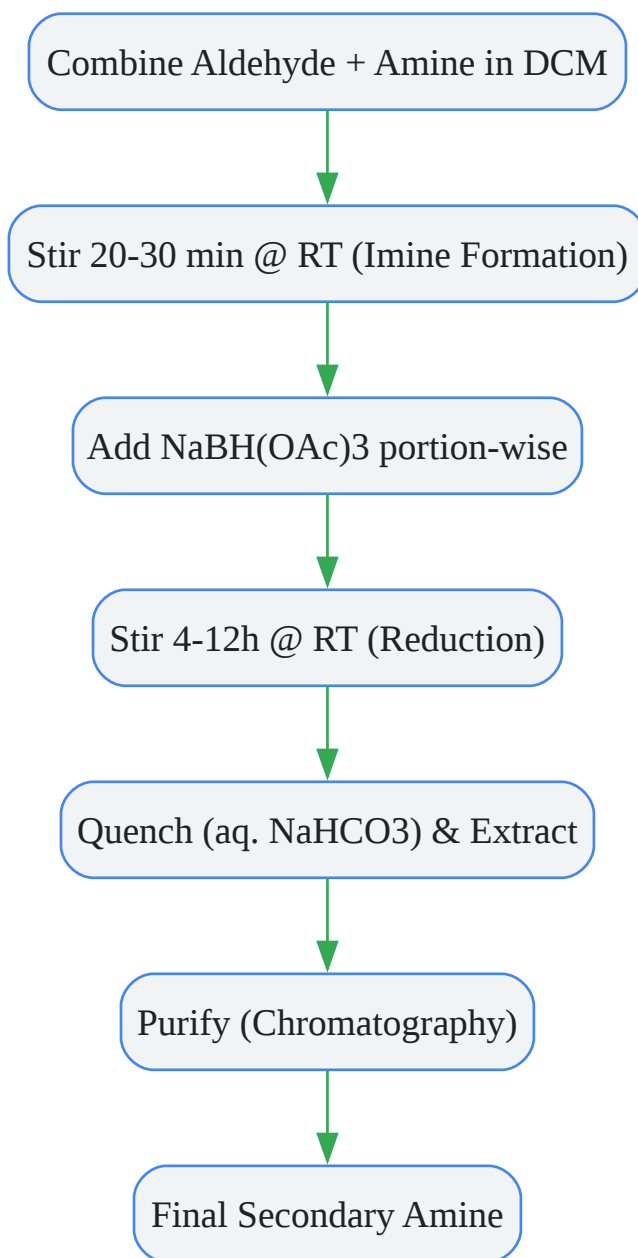 Combine Aldehyde + Amine in DCM
Stir 20-30 min @ RT (Imine Formation)
Add NaBH(OAc)3 portion-wise
Stir 4-12h @ RT (Reduction)
Quench (aq. NaHCO3) & Extract
Purify (Chromatography)
Final Secondary Amine